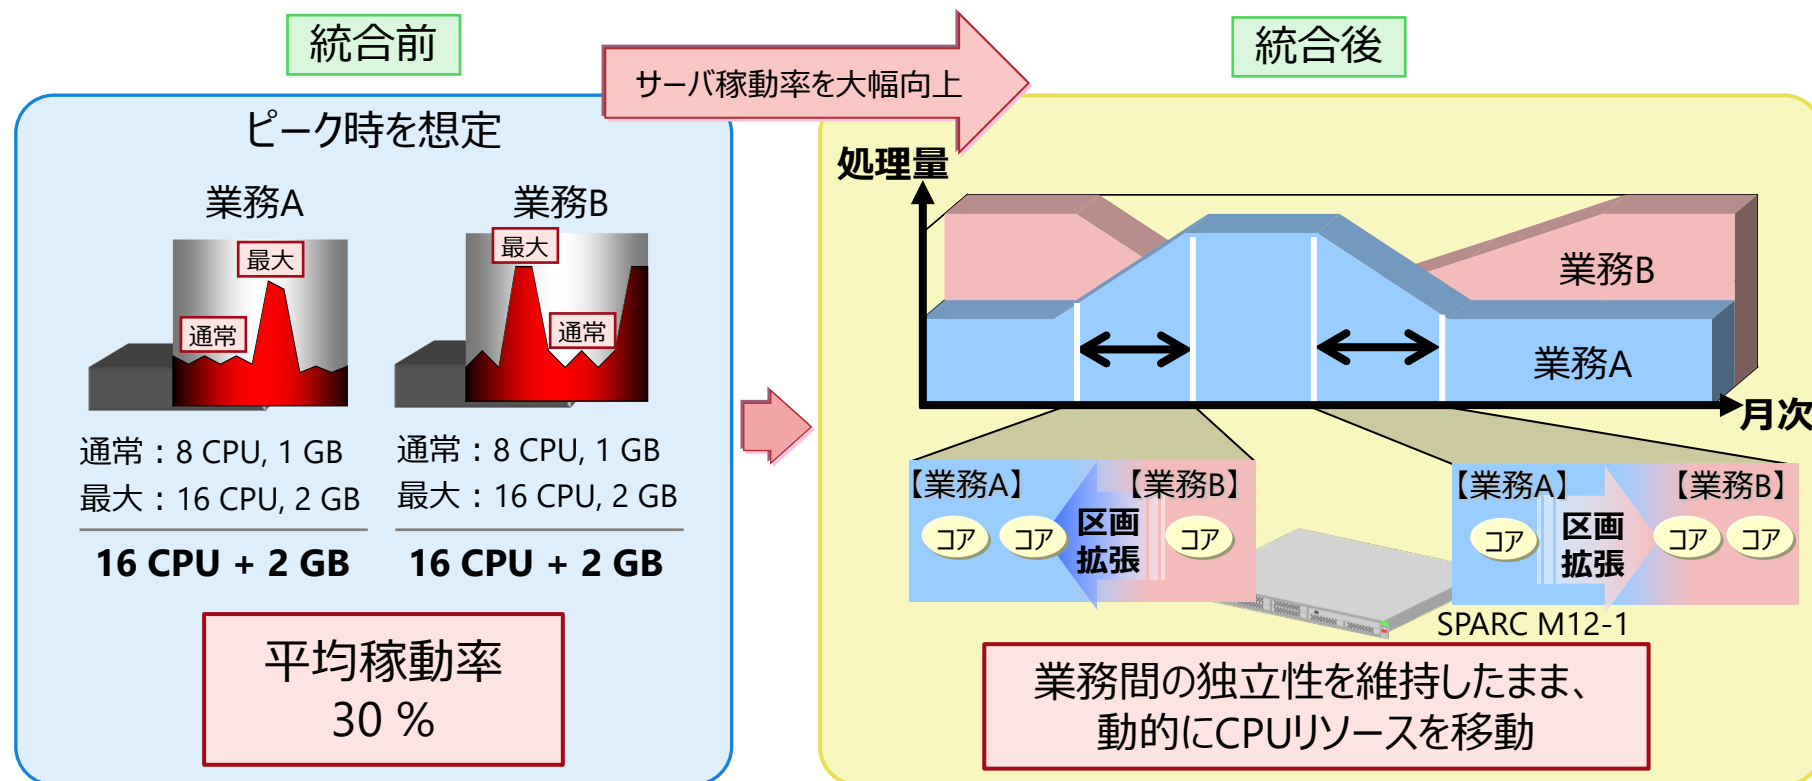 統合前
サーバ稼動率を大幅向上
統合後
ピーク時を想定
業務A
最大
通常
通常：8 CPU, 1 GB
最大：16 CPU, 2 GB
16 CPU + 2 GB
業務B
最大
通常
通常：8 CPU, 1 GB
最大：16 CPU, 2 GB
16 CPU + 2 GB
平均稼動率
30 %
処理量
業務B
業務A
月次
【業務A】
【業務B】
コア
コア
区画
拡張
コア
【業務A】
【業務B】
コア
区画
拡張
コア
コア
SPARC M12-1
業務間の独立性を維持したまま、
動的にCPUリソースを移動